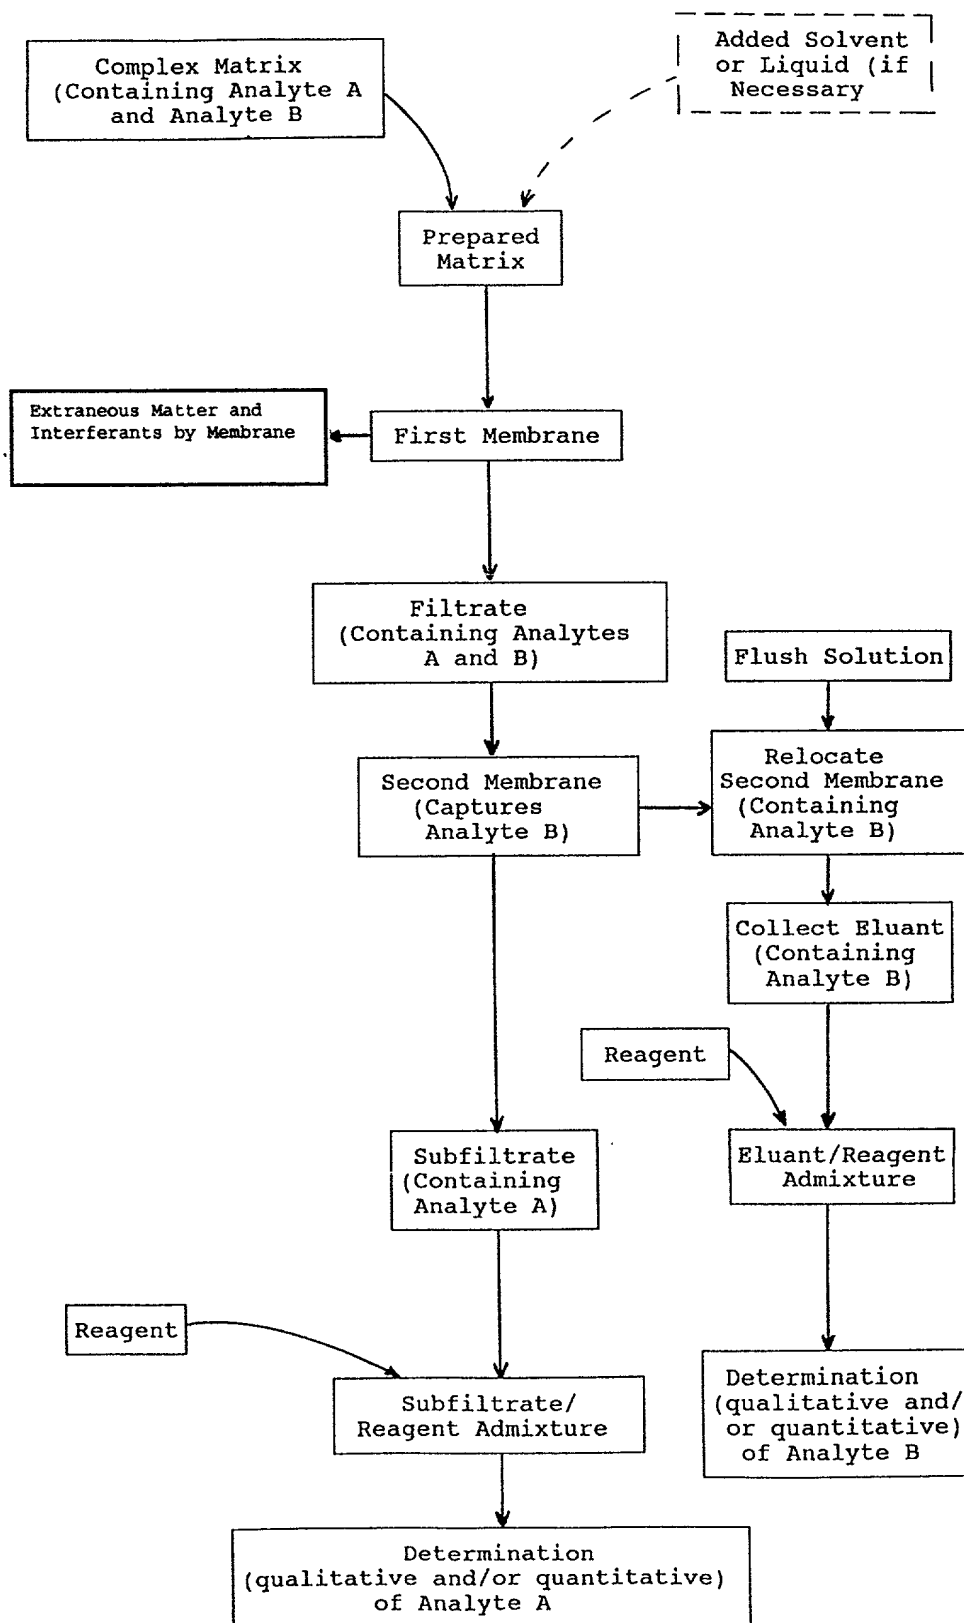 Complex Matrix
(Containing Analyte A
and Analyte B
Added Solvent
or Liquid (if
Necessary
Prepared
Matrix
Extraneous Matter and
Interferants by Membrane
First Membrane
Filtrate
(Containing Analytes
A and B)
Flush Solution
Second Membrane
(Captures
Analyte B)
Relocate
Second Membrane
(Containing
Analyte B)
Collect Eluant
(Containing
Analyte B)
Reagent
Subfiltrate
(Containing
Analyte A)
Eluant/Reagent
Admixture
Reagent
Subfiltrate/
Reagent Admixture
Determination
(qualitative and/
or quantitative)
of Analyte B
Determination
(qualitative and/or quantitative)
of Analyte A